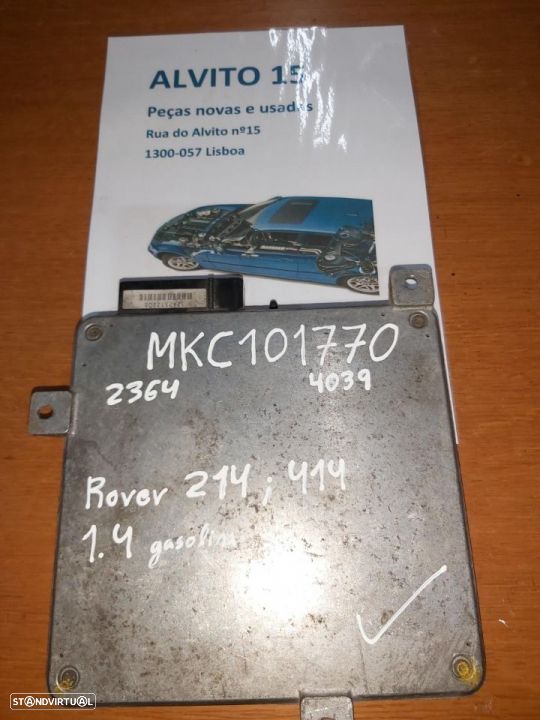 ALVITO 15
Peças novas e usadas
Rua do Alvito nº15
1300-057 Lisboa
MKC101770
2364 4039
Rover 214 ; 414
1.4 gasolina
STANDVIRTUAL